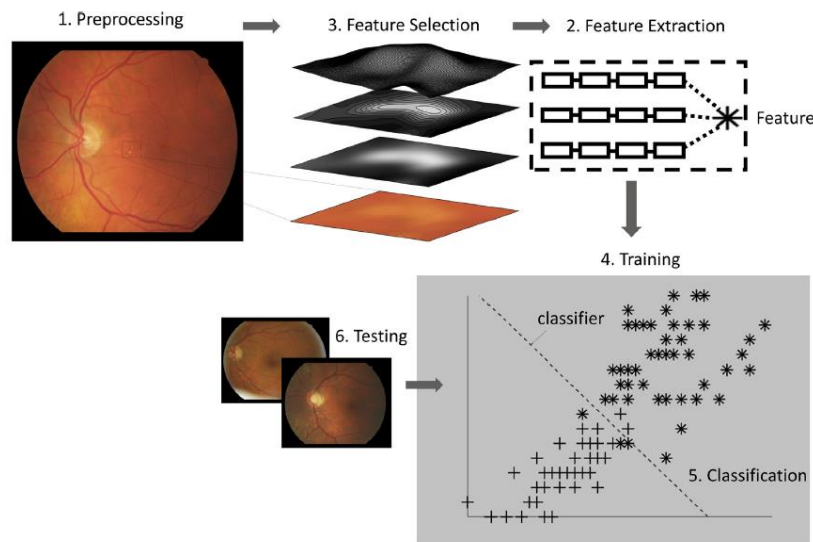 1. Preprocessing
3. Feature Selection
2. Feature Extraction
Feature
4. Training
classifier
6. Testing
5. Classification